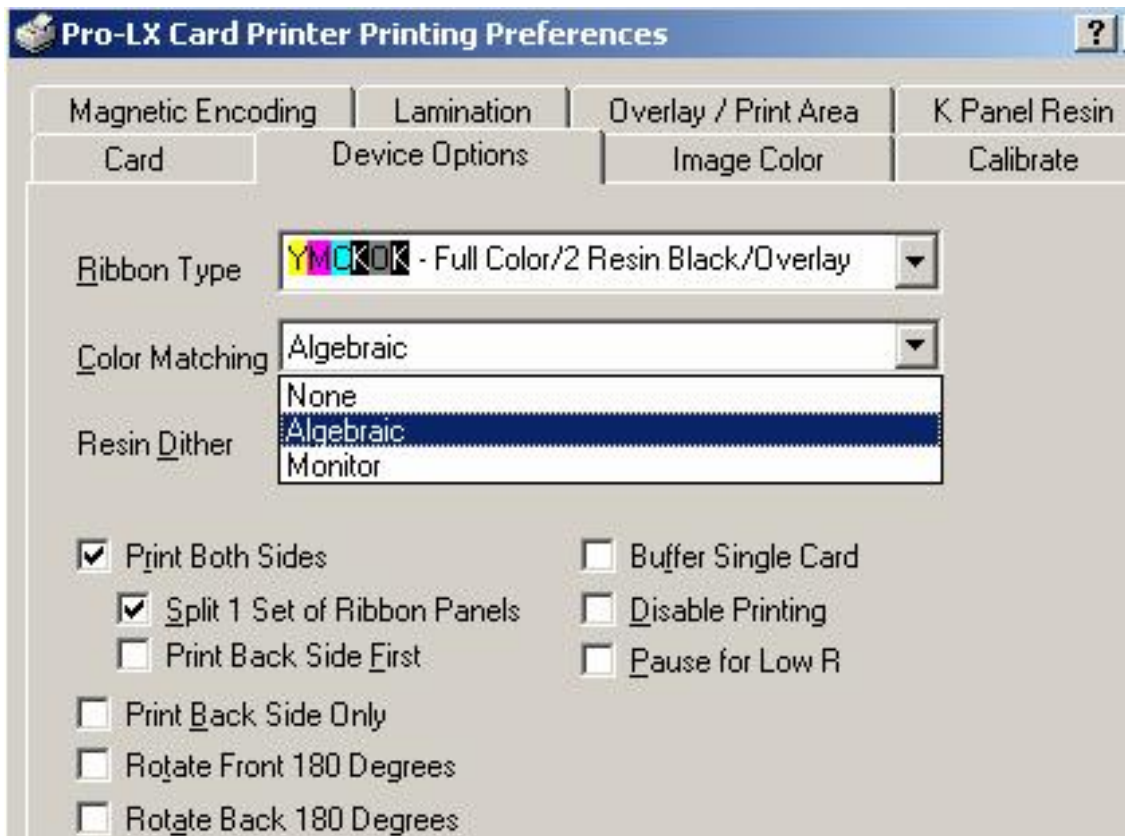 Pro-LX Card Printer Printing Preferences ?
Magnetic Encoding Lamination Overlay / Print Area K Panel Resin
Card Device Options Image Color Calibrate
Ribbon Type YMCKOK - Full Color/2 Resin Black/Overlay
Color Matching Algebraic
None
Algebraic
Resin Dither
Monitor
Print Both Sides Buffer Single Card
Split 1 Set of Ribbon Panels Disable Printing
Print Back Side First Pause for Low R
Print Back Side Only
Rotate Front 180 Degrees
Rotate Back 180 Degrees